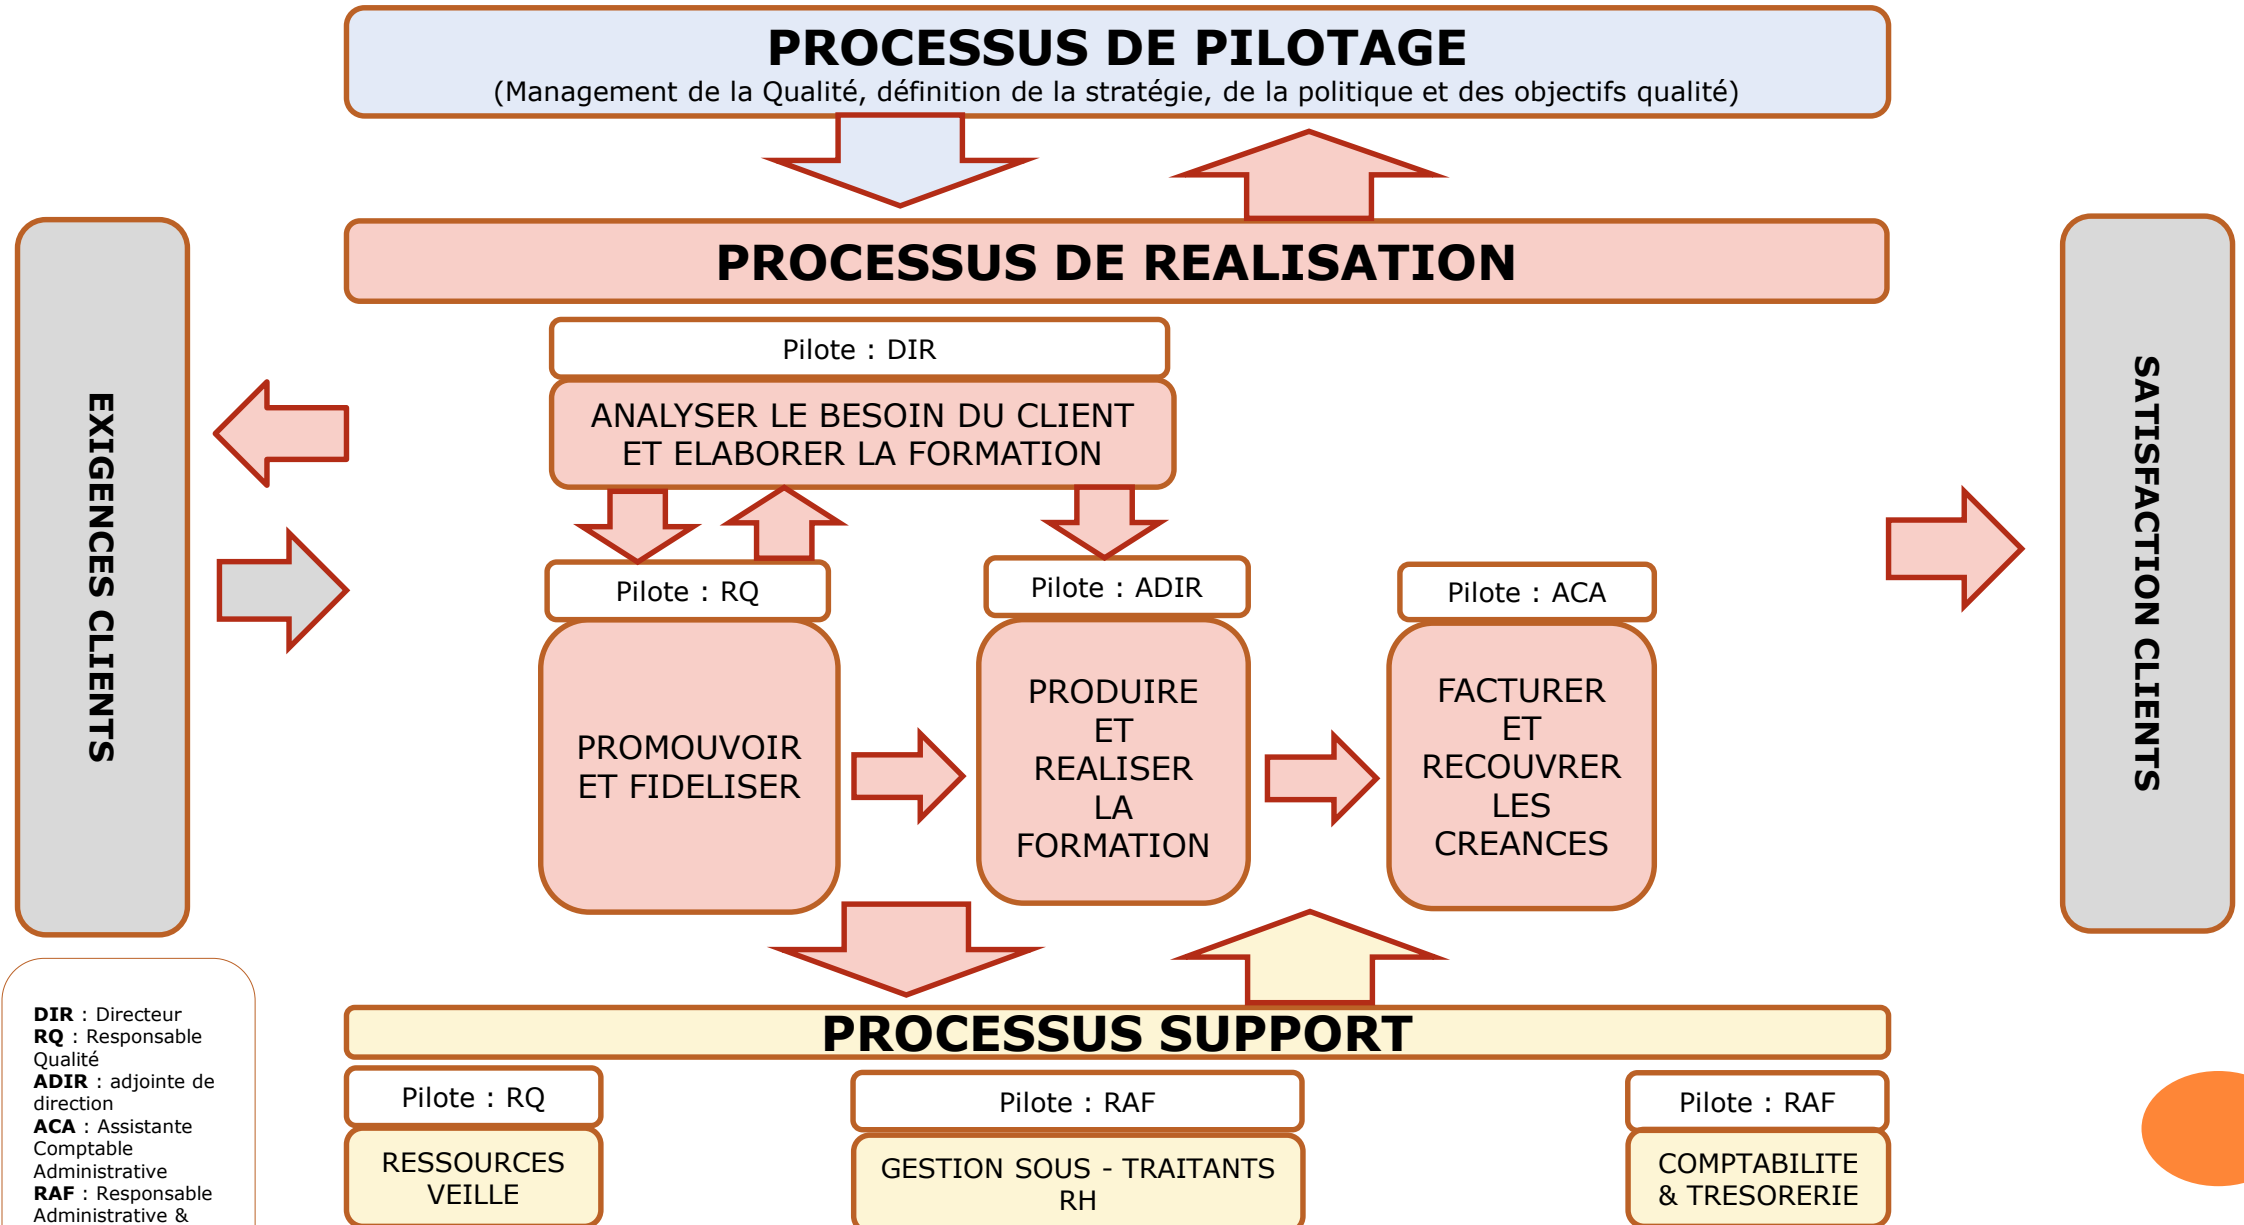 PROCESSUS DE PILOTAGE
(Management de la Qualité, définition de la stratégie, de la politique et des objectifs qualité)
PROCESSUS DE REALISATION
EXIGENCES CLIENTS
SATISFACTION CLIENTS
Pilote : DIR
ANALYSER LE BESOIN DU CLIENT
ET ELABORER LA FORMATION
Pilote : RQ
PROMOUVOIR
ET FIDELISER
Pilote : ADIR
PRODUIRE
ET
REALISER
LA
FORMATION
Pilote : ACA
FACTURER
ET
RECOUVRER
LES
CREANCES
PROCESSUS SUPPORT
Pilote : RQ
RESSOURCES
VEILLE
Pilote : RAF
GESTION SOUS - TRAITANTS
RH
Pilote : RAF
COMPTABILITE
& TRESORERIE
DIR : Directeur
RQ : Responsable
Qualité
ADIR : adjointe de
direction
ACA : Assistante
Comptable
Administrative
RAF : Responsable
Administrative &